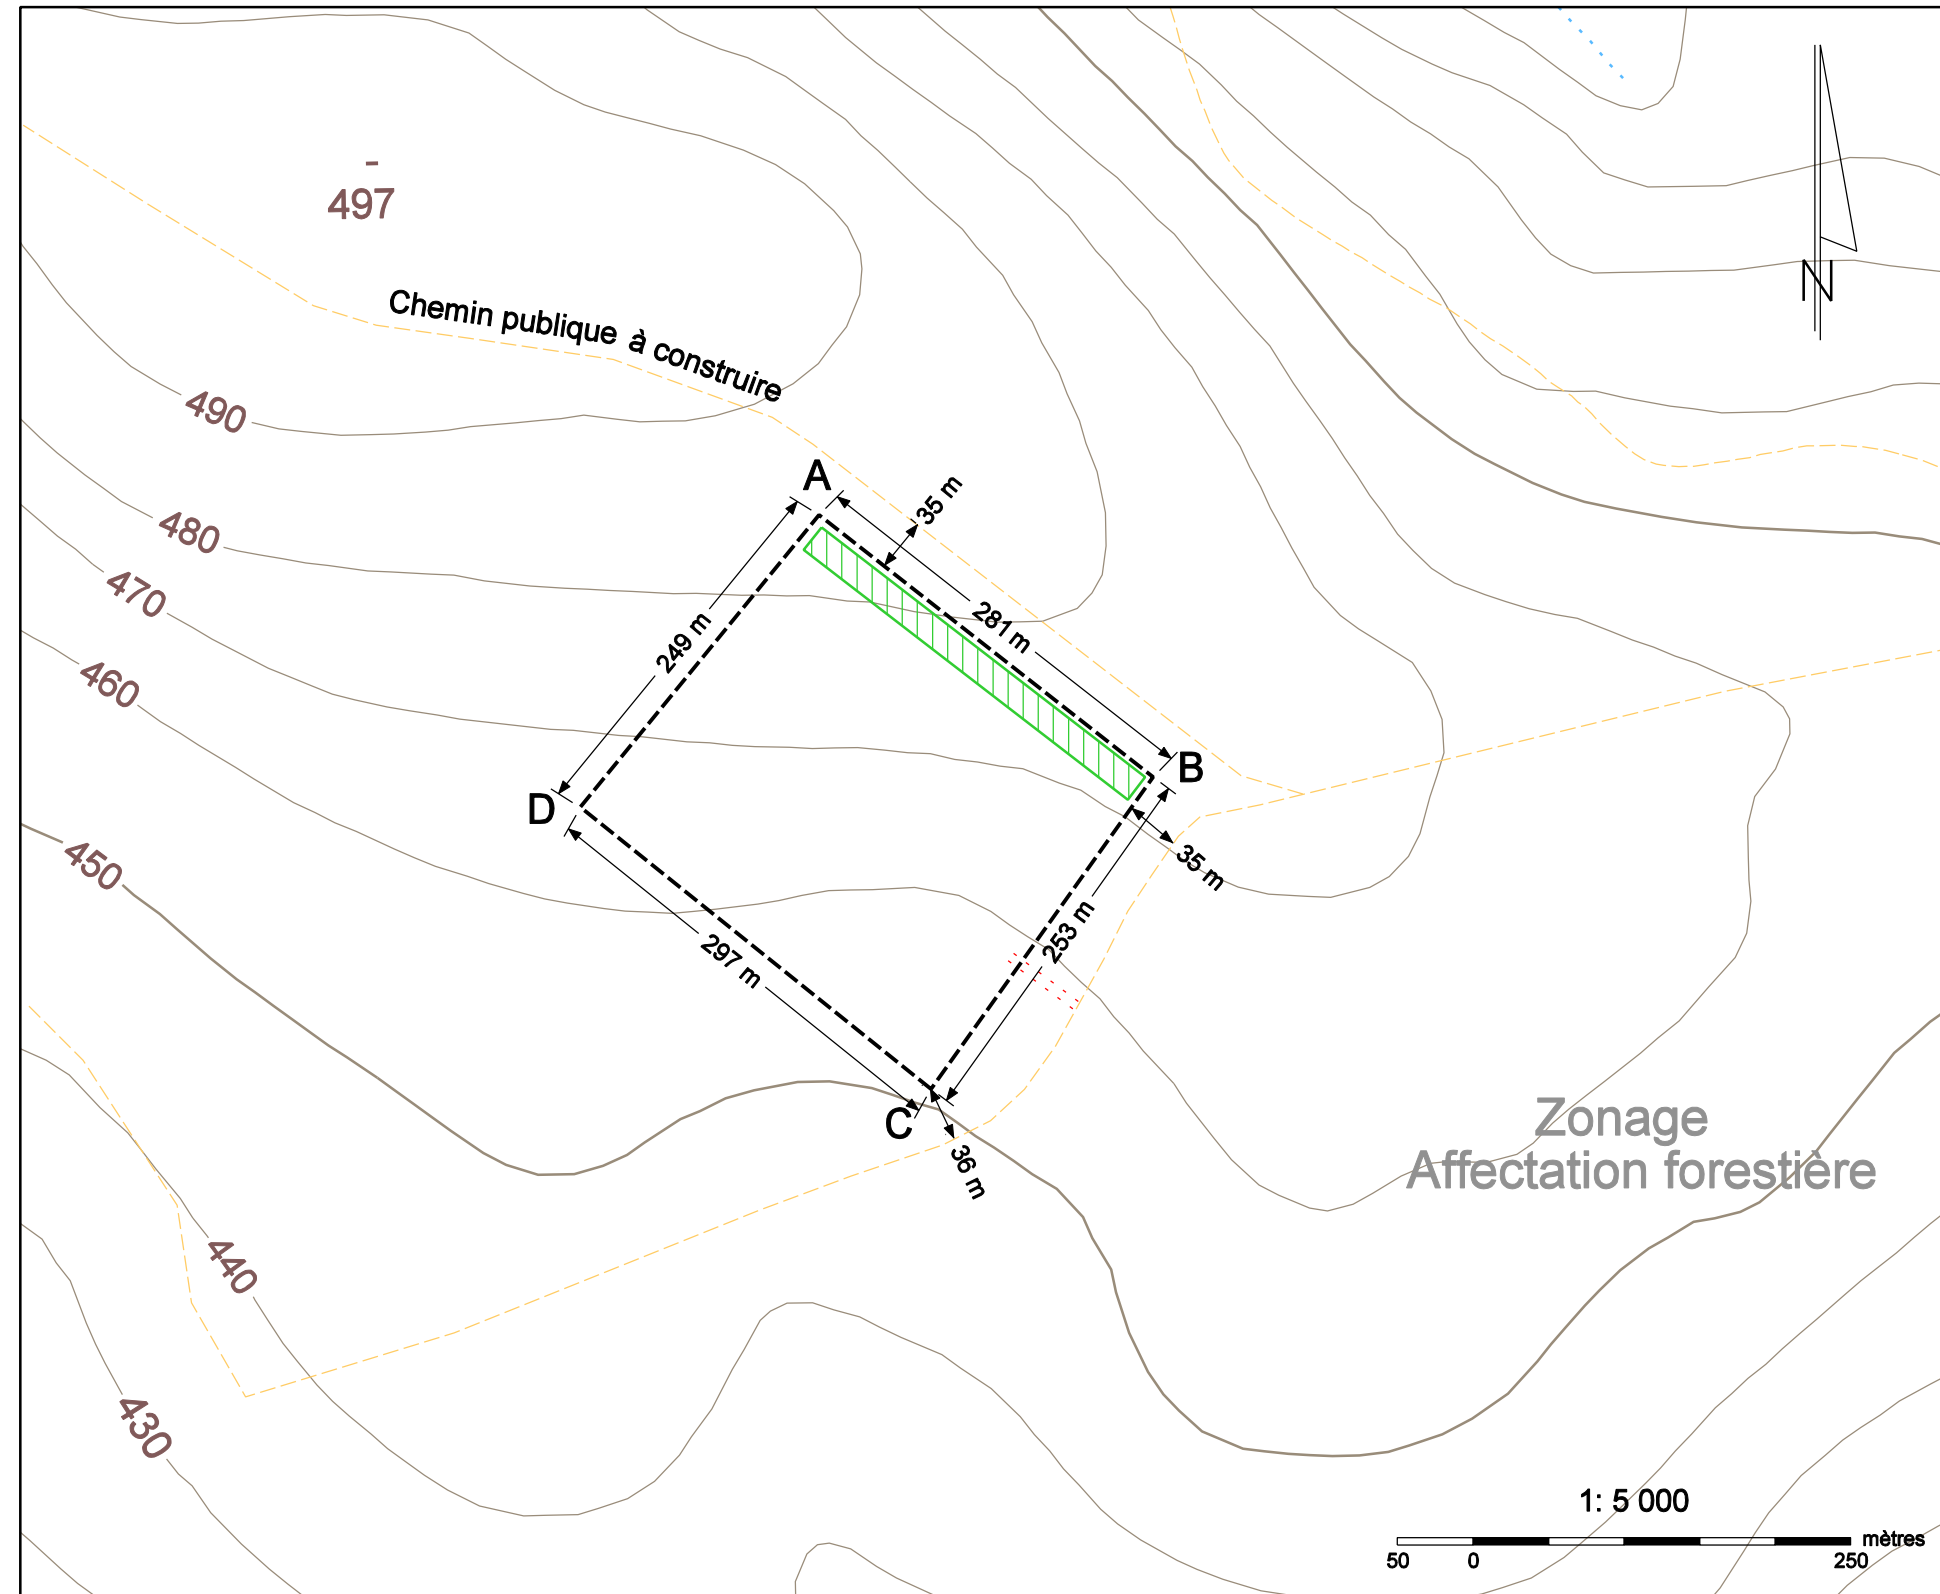 -
497
Chemin publique à construire
490
480
470
460
450
440
430
N
A
35 m
281m
249 m
B
D
35 m
253 m
297 m
C
36 m
Zonage
Affectation forestière
1: 5 000
mètres
50 0 250